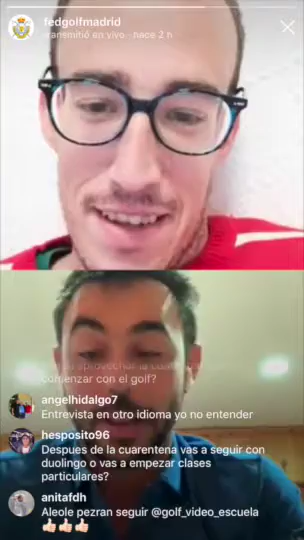 fedgolfmadrid
transmitió en vivo · hace 2 h
comenzar con el golf?
angelhidalgo7
Entrevista en otro idioma yo no entender
hesposito96
Despues de la cuarentena vas a seguir con
duolingo o vas a empezar clases
particulares?
anitafdh
Aleole pezran seguir @golf_video_escuela
👍🏻👍🏻👍🏻👍🏻